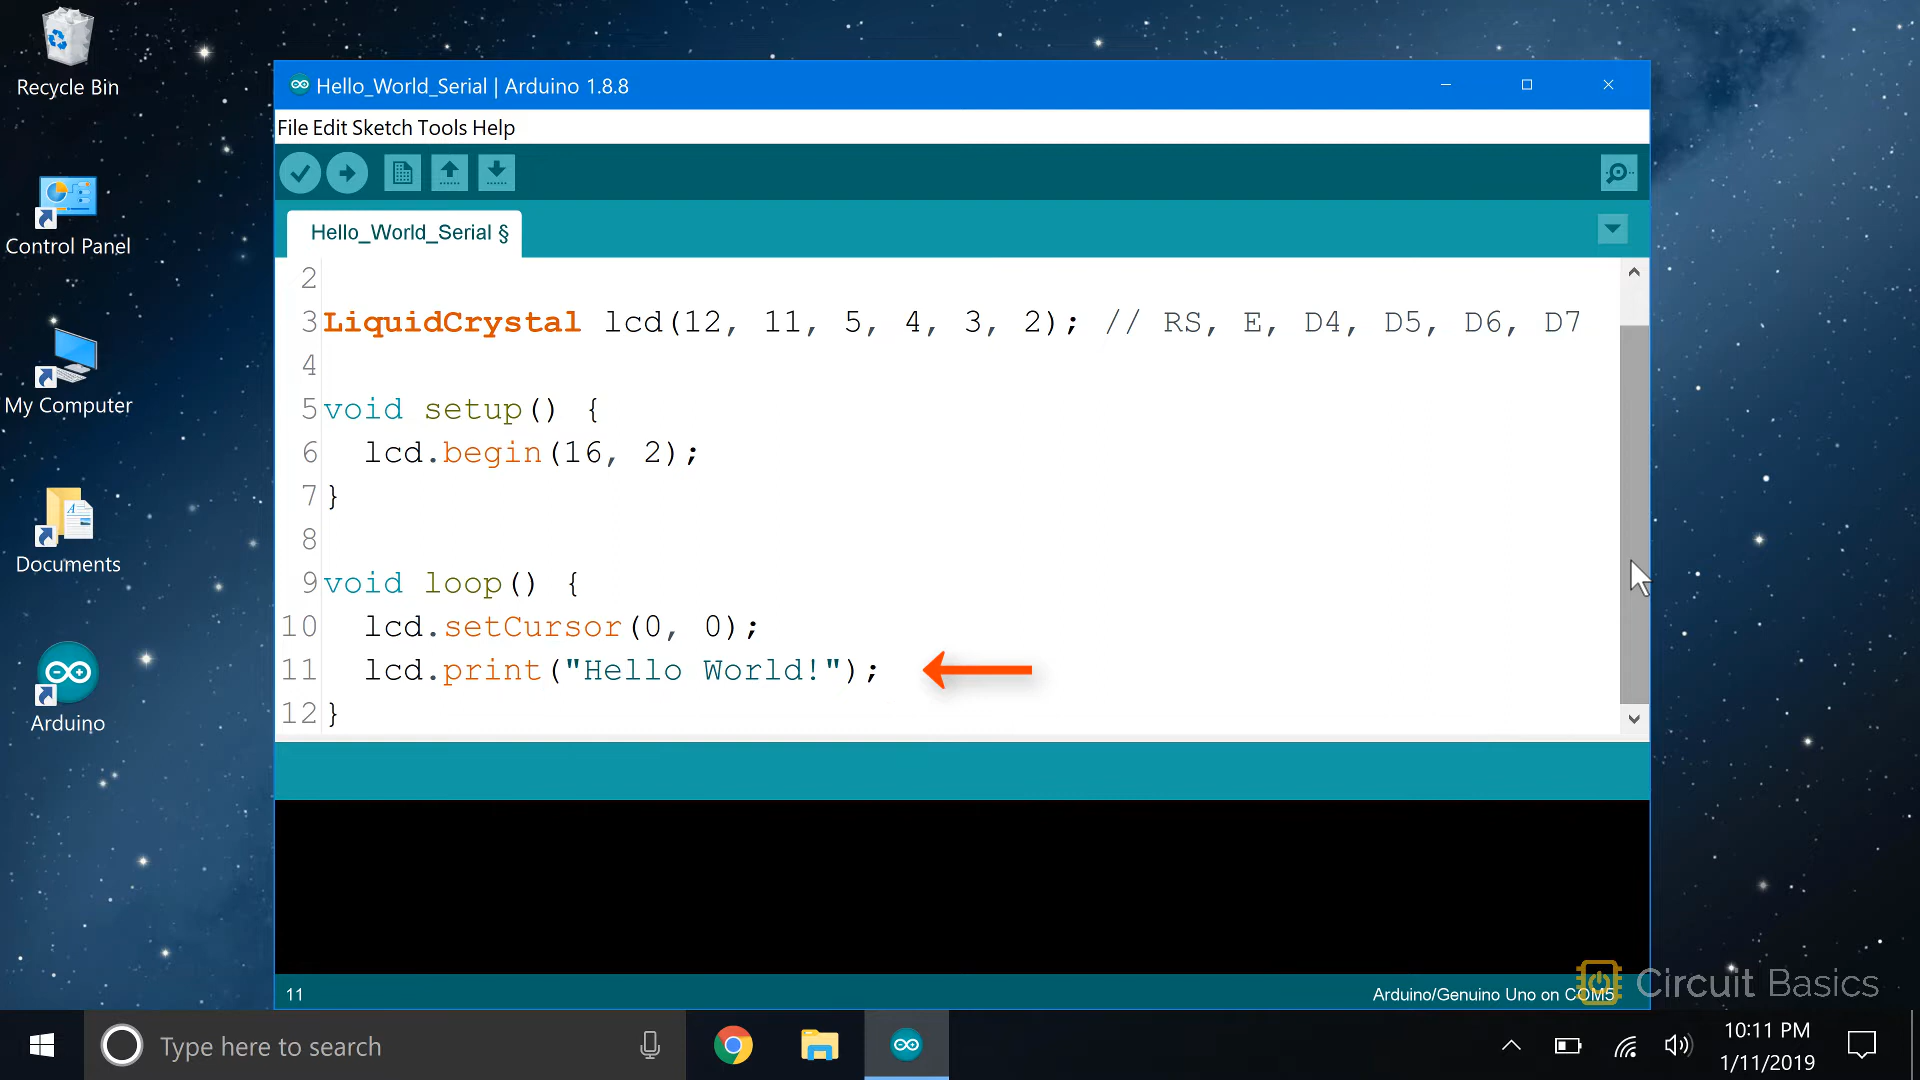 Recycle Bin
Control Panel
My Computer
Documents
Arduino
Hello_World_Serial | Arduino 1.8.8
File Edit Sketch Tools Help
Hello_World_Serial §
2
3 LiquidCrystal lcd(12, 11, 5, 4, 3, 2); // RS, E, D4, D5, D6, D7
4
5 void setup() {
6 lcd.begin(16, 2);
7 }
8
9 void loop() {
10 lcd.setCursor(0, 0);
11 lcd.print("Hello World!");
12 }
11
Arduino/Genuino Uno on COM5
Circuit Basics
Type here to search
10:11 PM
1/11/2019